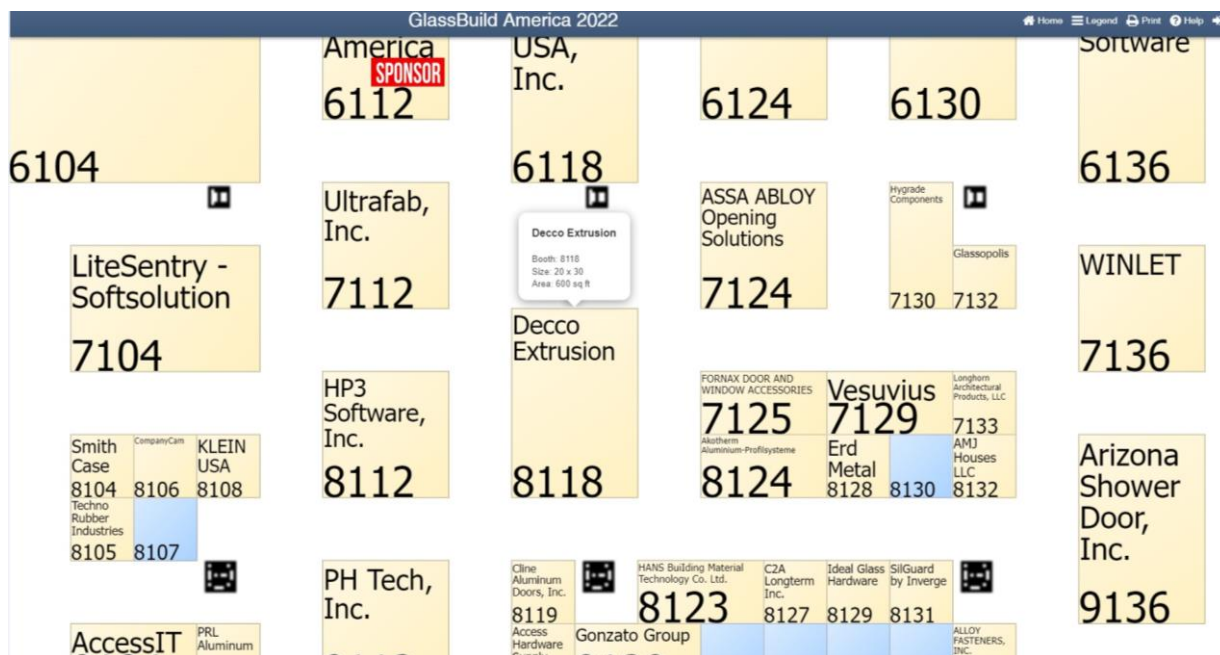 GlassBuild America 2022
Home Legend Print Help
America
SPONSOR
6112
USA,
Inc.
6118
6124
6130
Software
6136
6104
Ultrafab,
Inc.
7112
Decco Extrusion
Booth: 8118
Size: 20 x 30
Area: 600 sq ft
ASSA ABLOY
Opening
Solutions
7124
Hygrade
Components
7130
Glassopolis
7132
LiteSentry -
Softsolution
7104
WINLET
7136
Decco
Extrusion
8118
HP3
Software,
Inc.
8112
FORNAX DOOR AND
WINDOW ACCESSORIES
7125
Vesuvius
7129
Longhorn
Architectural
Products, LLC
7133
Smith
Case
8104
CompanyCam
8106
KLEIN
USA
8108
Akotherm
Aluminium-Profilsysteme
8124
Erd
Metal
8128
8130
AMJ
Houses
LLC
8132
Arizona
Shower
Door,
Inc.
9136
Techno
Rubber
Industries
8105
8107
PH Tech,
Inc.
Cline
Aluminum
Doors, Inc.
8119
HANS Building Material
Technology Co. Ltd.
8123
C2A
Longterm
Inc.
8127
Ideal Glass
Hardware
8129
SilGuard
by Inverge
8131
AccessIT
PRL
Aluminum
Access
Hardware
Gonzato Group
ALLOY
FASTENERS,
INC.